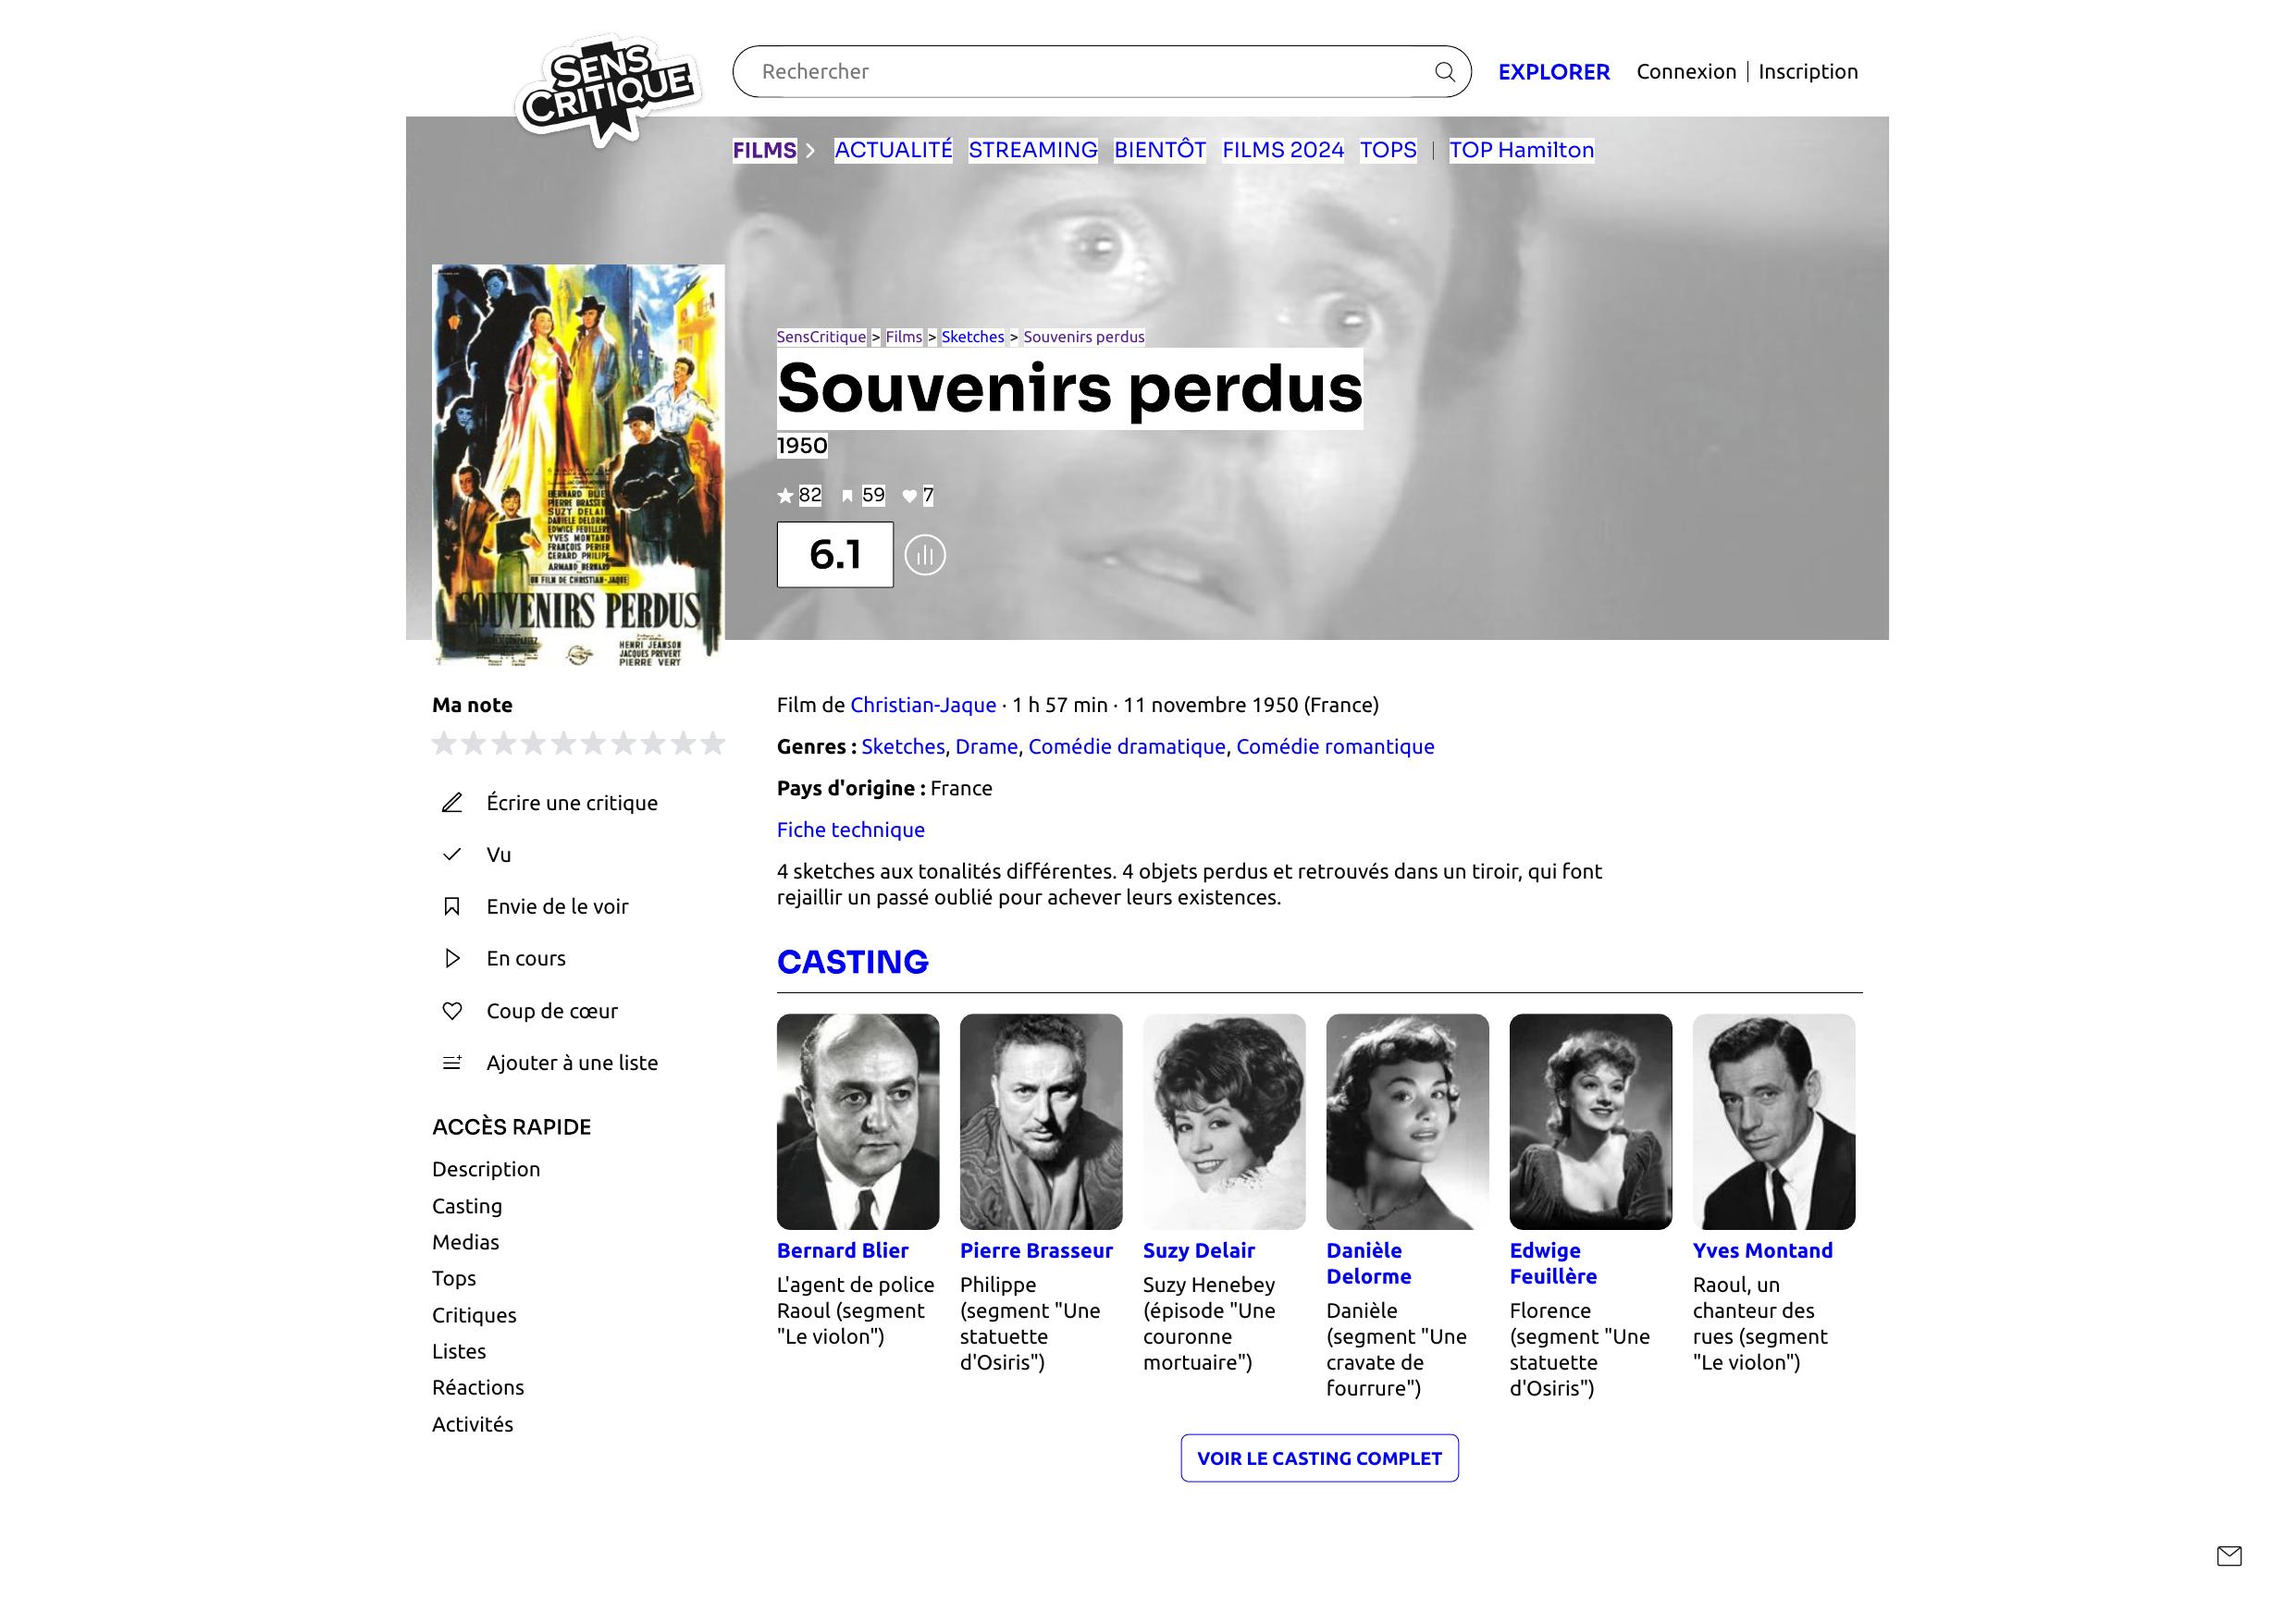 SENS
CRITIQUE
Rechercher
EXPLORER
Connexion | Inscription
FILMS
ACTUALITÉ STREAMING BIENTÔT FILMS 2024 TOPS | TOP Hamilton
SensCritique > Films > Sketches > Souvenirs perdus
Souvenirs perdus
1950
82 59 7
6.1
BERNARD BLIER
PIERRE BRASSEUR
SUZY DELAIR
DANIÈLE DELORME
EDWIGE FEUILLÈRE
YVES MONTAND
FRANÇOIS PERIER
GERARD PHILIPE
ARMAND BERNARD
UN FILM DE CHRISTIAN-JAQUE
SOUVENIRS PERDUS
HENRI JEANSON
JACQUES PREVERT
PIERRE VERY
Ma note
Écrire une critique
Vu
Envie de le voir
En cours
Coup de cœur
Ajouter à une liste
ACCÈS RAPIDE
Description
Casting
Medias
Tops
Critiques
Listes
Réactions
Activités
Film de Christian-Jaque · 1 h 57 min · 11 novembre 1950 (France)
Genres : Sketches, Drame, Comédie dramatique, Comédie romantique
Pays d'origine : France
Fiche technique
4 sketches aux tonalités différentes. 4 objets perdus et retrouvés dans un tiroir, qui font
rejaillir un passé oublié pour achever leurs existences.
CASTING
Bernard Blier
L'agent de police
Raoul (segment
"Le violon")
Pierre Brasseur
Philippe
(segment "Une
statuette
d'Osiris")
Suzy Delair
Suzy Henebey
(épisode "Une
couronne
mortuaire")
Danièle
Delorme
Danièle
(segment "Une
cravate de
fourrure")
Edwige
Feuillère
Florence
(segment "Une
statuette
d'Osiris")
Yves Montand
Raoul, un
chanteur des
rues (segment
"Le violon")
VOIR LE CASTING COMPLET